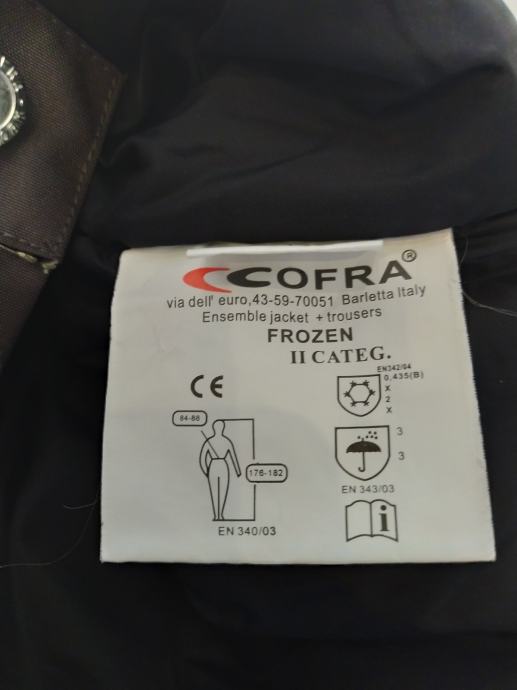 COFRA®
via dell' euro,43-59-70051 Barletta Italy
Ensemble jacket + trousers
FROZEN
II CATEG.
CE
EN342/04
0,435(B)
X
2
X
84-88
176-182
EN 340/03
3
3
EN 343/03
i